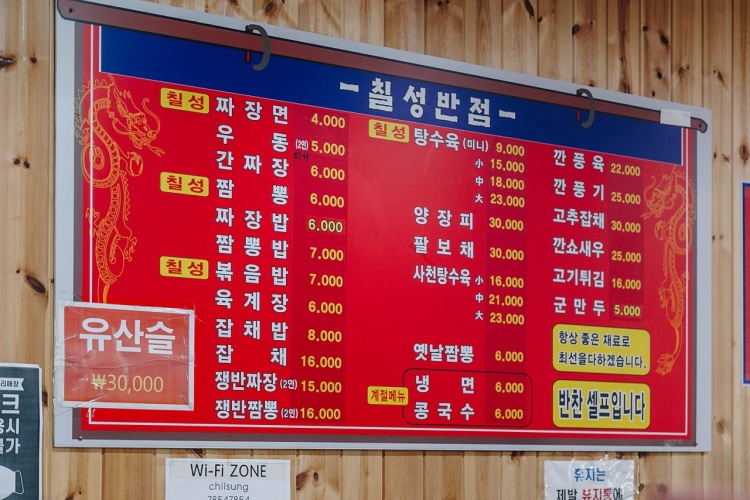 -칠성반점-
칠성 짜장면 4.000
우동 (2인)이상 5.000
간짜장 6.000
칠성 짬뽕 6.000
짜장밥 6.000
짬뽕밥 7.000
칠성 볶음밥 7.000
육계장 6.000
잡채밥 8.000
잡채 16.000
쟁반짜장 (2인) 15.000
쟁반짬뽕 (2인) 16.000
칠성 탕수육 (미니) 9.000
小 15.000
中 18.000
大 23.000
양장피 30.000
팔보채 30.000
사천탕수육 小 16.000
中 21.000
大 23.000
옛날짬뽕 6.000
계절메뉴
냉면 6.000
콩국수 6.000
깐풍육 22.000
깐풍기 25.000
고추잡채 30.000
깐쇼새우 25.000
고기튀김 16.000
군만두 5.000
항상 좋은 재료로
최선을다하겠습니다.
반찬 셀프입니다
유산슬
₩30,000
Wi-Fi ZONE
chilsung
78547854
휴지는
제발 휴지통에